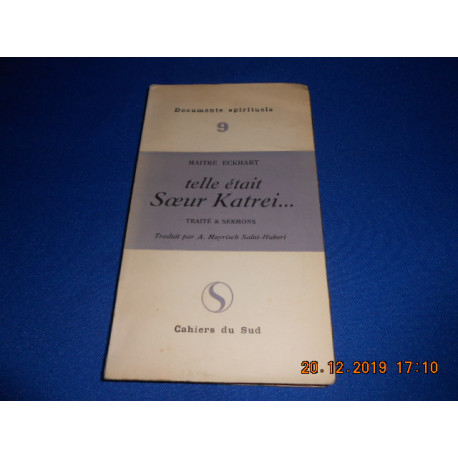 Documents spirituels
9
MAITRE ECKHART
telle était
Sœur Katrei...
TRAITÉ & SERMONS
Traduit par A. Mayrisch Saint-Hubert
S
Cahiers du Sud
20.12.2019 17:10